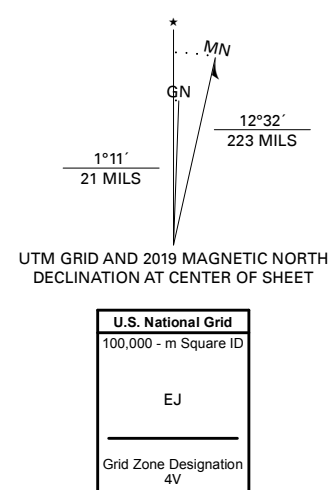 MN
GN
12°32´
223 MILS
1°11´
21 MILS
UTM GRID AND 2019 MAGNETIC NORTH
DECLINATION AT CENTER OF SHEET
U.S. National Grid
100,000 - m Square ID
EJ
Grid Zone Designation
4V